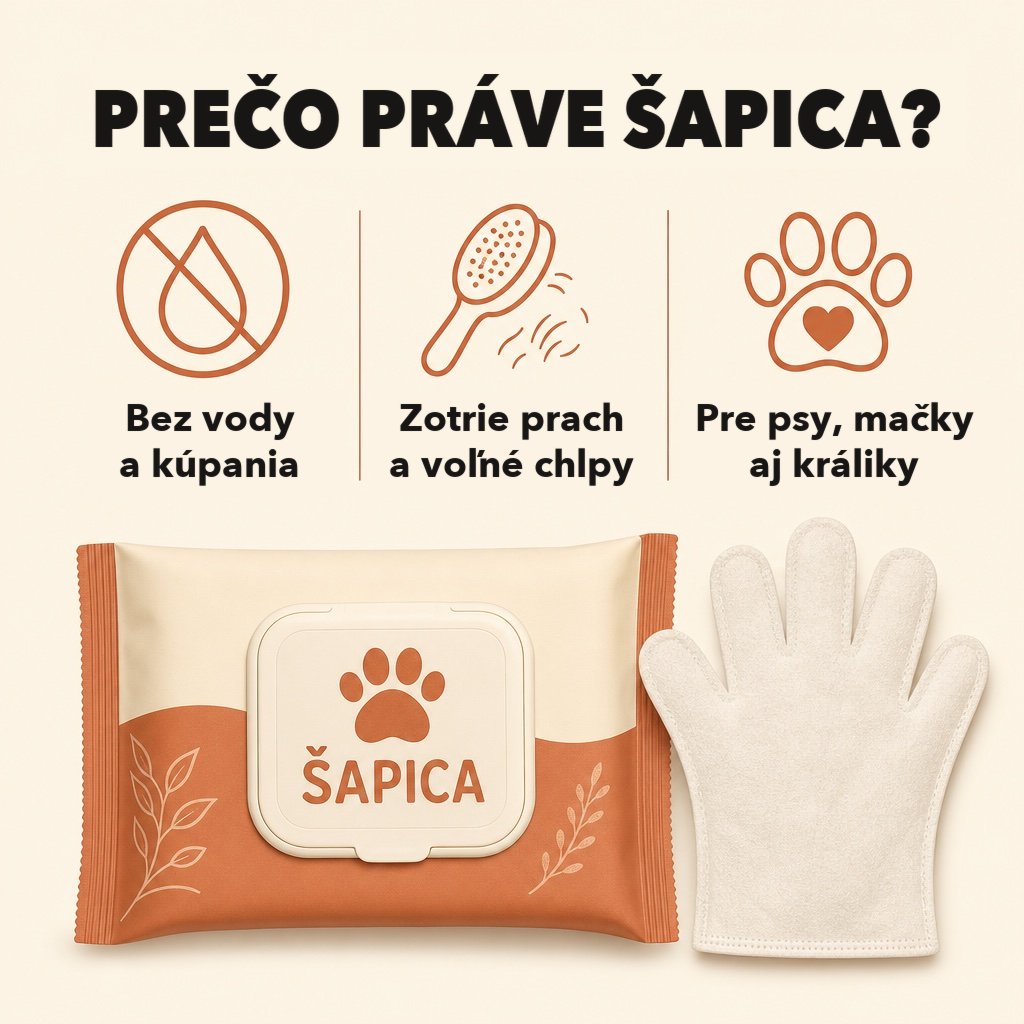 PREČO PRÁVE ŠAPICA?
Bez vody
a kúpania
Zotrie prach
a voľné chlpy
Pre psy, mačky
aj králiky
ŠAPICA